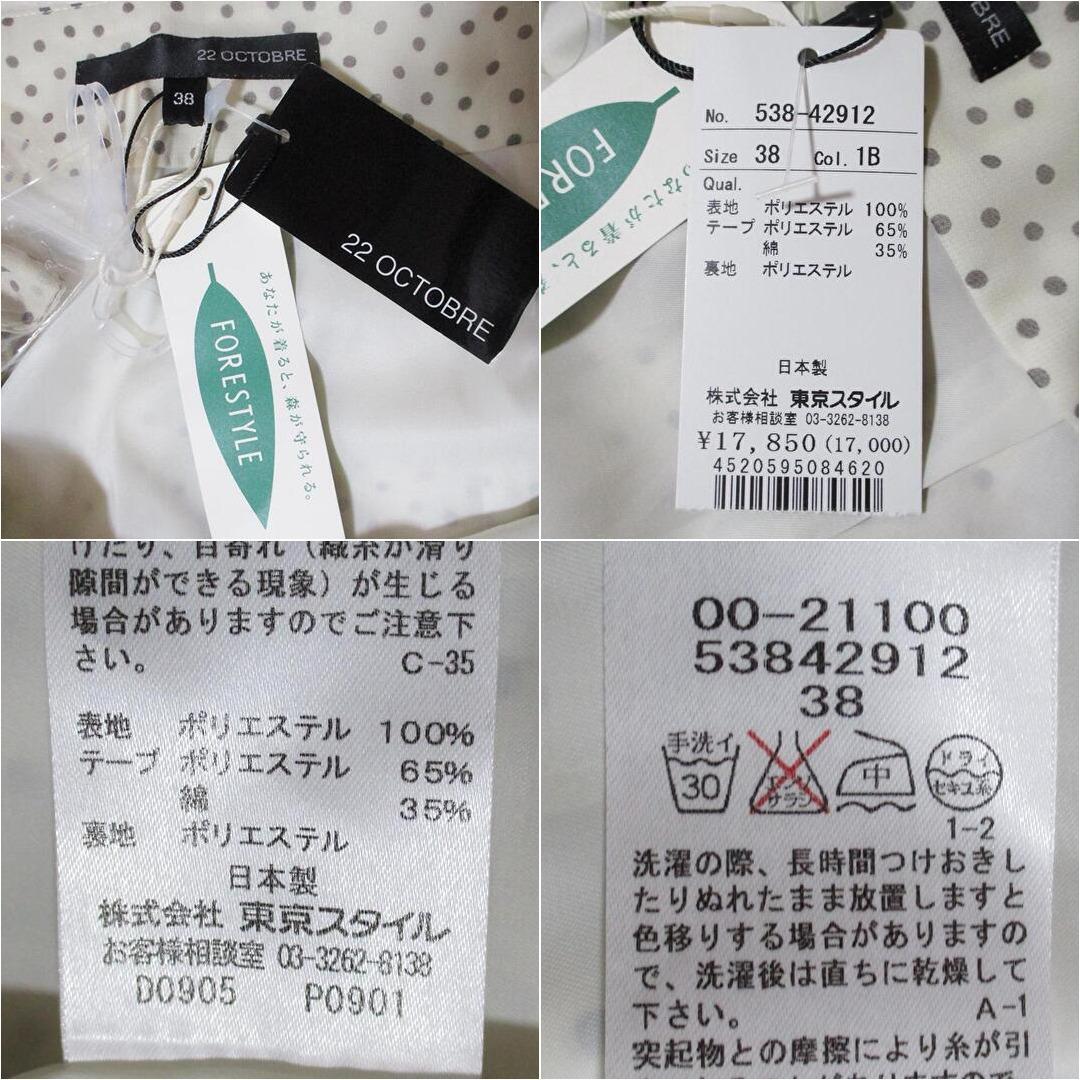 22 OCTOBRE
38
22 OCTOBRE
FORESTYLE
あなたが着ると、森が守られる。
No. 538-42912
Size 38 Col. 1B
Qual.
表地 ポリエステル 100%
テープ ポリエステル 65%
綿 35%
裏地 ポリエステル
日本製
株式会社 東京スタイル
お客様相談室 03-3262-8138
¥17,850(17,000)
4520595084620
隙間ができる現象)が生じる
場合がありますのでご注意下
さい。 C-35
表地 ポリエステル 100%
テープ ポリエステル 65%
綿 35%
裏地 ポリエステル
日本製
株式会社 東京スタイル
お客様相談室 03-3262-8138
D0905 P0901
00-21100
53842912
38
手洗イ
30
エンソ
サラシ
中
ドライ
セキユ系
1-2
洗濯の際、長時間つけおきし
たりぬれたまま放置しますと
色移りする場合がありますの
で、洗濯後は直ちに乾燥して
下さい。 A-1
突起物との摩擦により糸が引